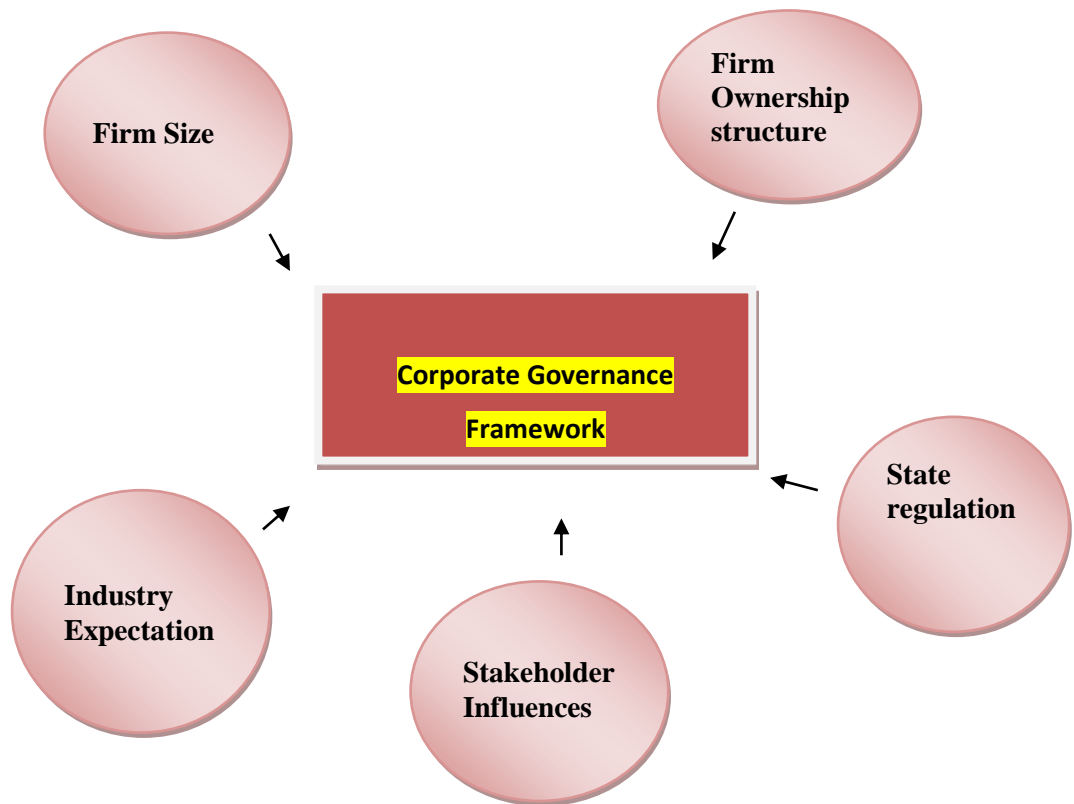 Firm
Ownership
structure
Firm Size
Corporate Governance
Framework
State
regulation
Industry
Expectation
Stakeholder
Influences